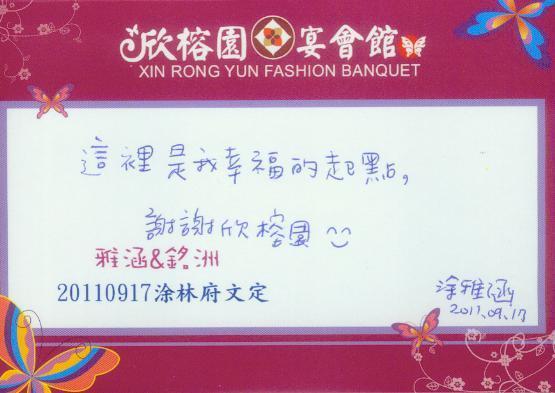 欣榕園宴會館
XIN RONG YUN FASHION BANQUET
這裡是我幸福的起點,
謝謝欣榕園
雅涵&銘洲
20110917涂林府文定
涂雅涵
2011.09.17